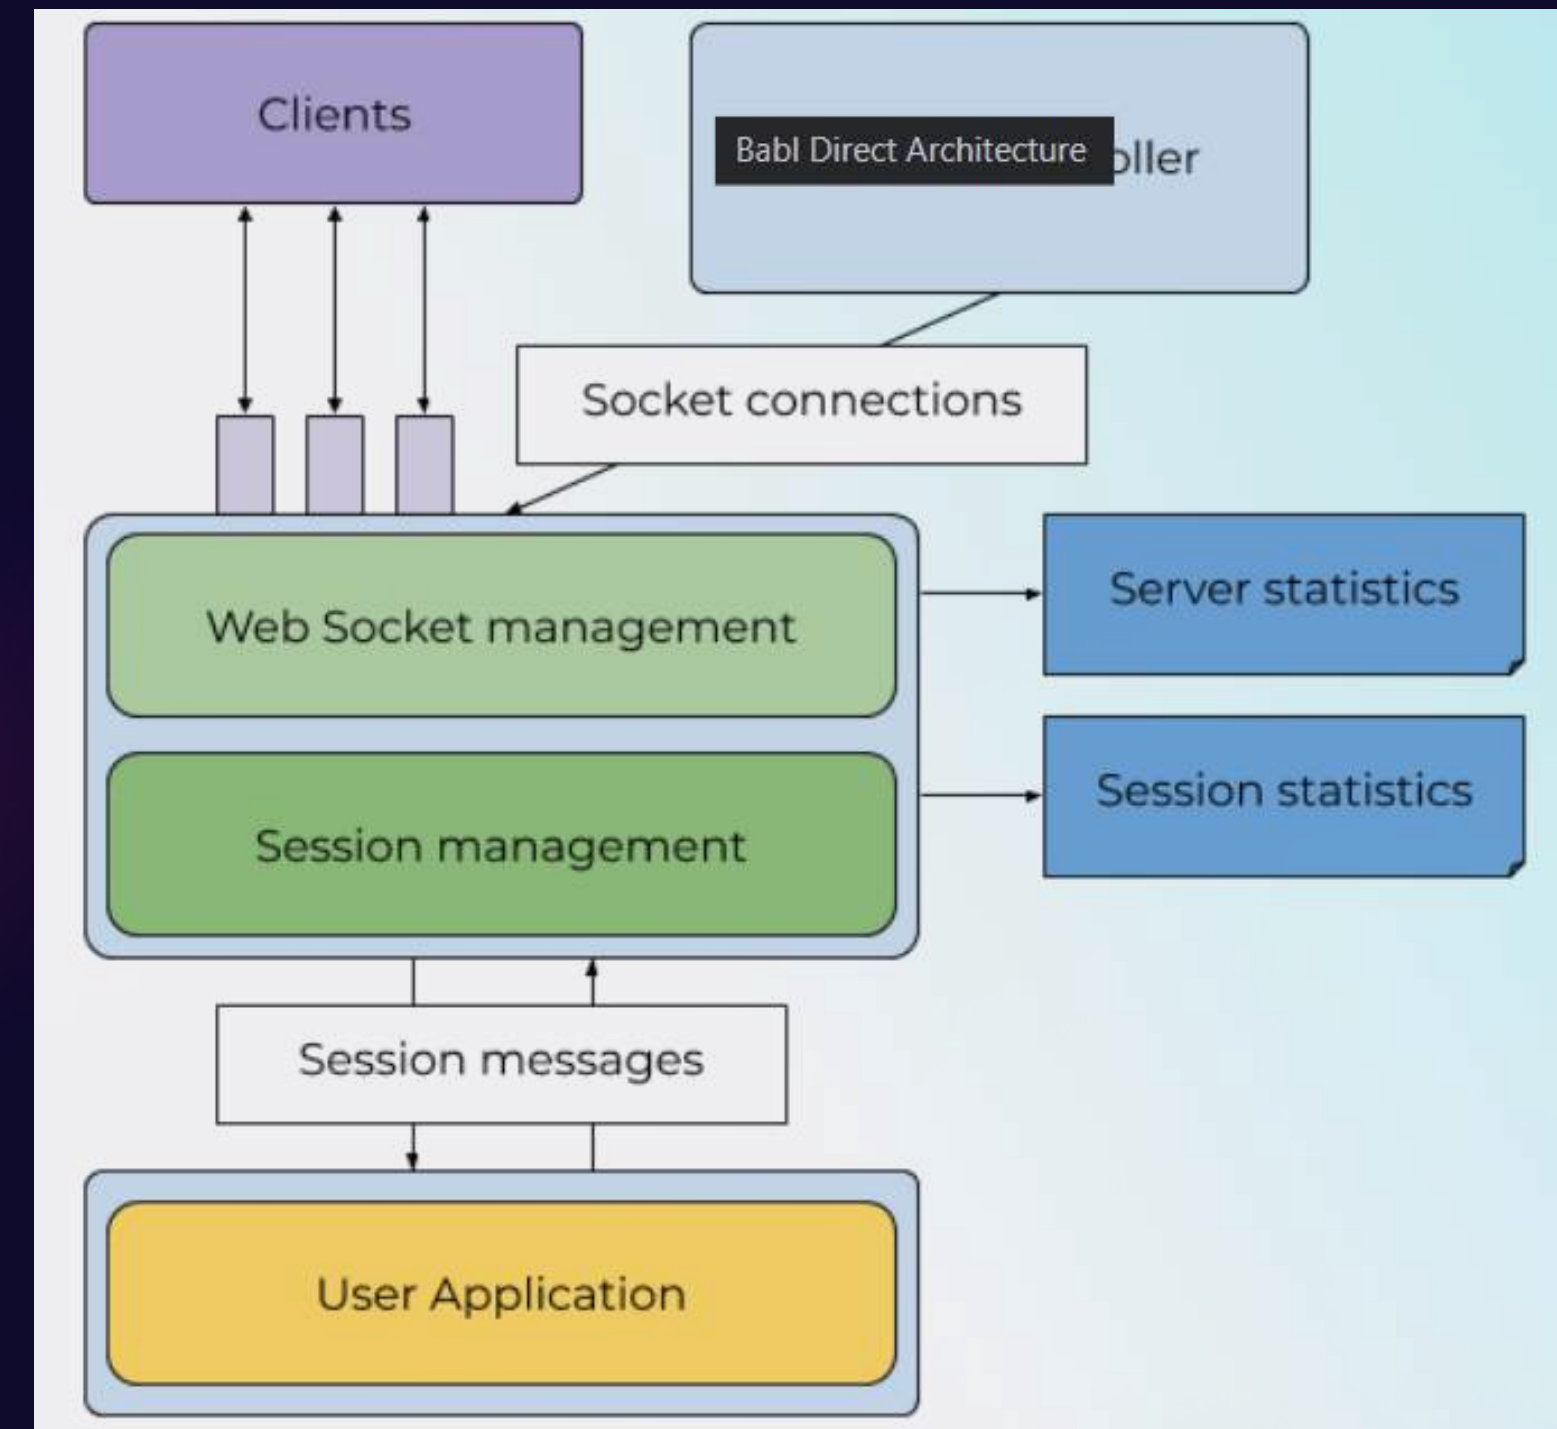 Clients
Babl Direct Architecture
Socket connections
Web Socket management
Server statistics
Session management
Session statistics
Session messages
User Application